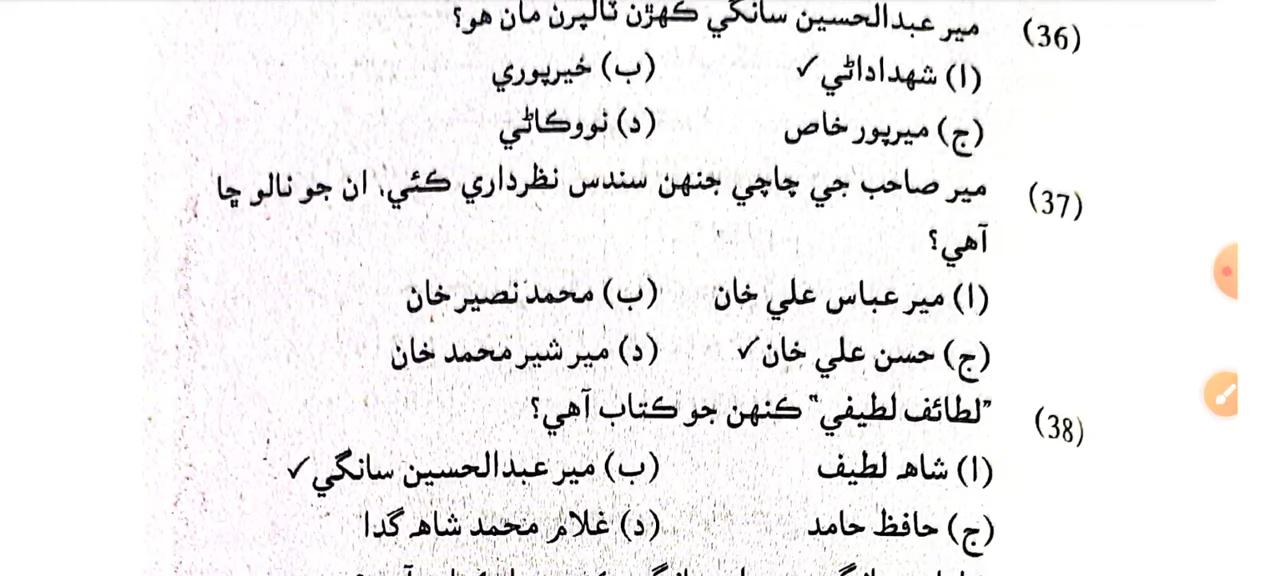 (36) مير عبدالحسين سانگي ڪهڙن ٽالپرن مان هو؟
(ا) شهداداڻي✓ (ب) خيرپوري
(ج) ميرپور خاص (د) نووڪاڻي
(37) مير صاحب جي چاچي جنهن سندس نظرداري ڪئي، ان جو نالو ڇا
آهي؟
(ا) مير عباس علي خان (ب) محمد نصير خان
(ج) حسن علي خان✓ (د) مير شير محمد خان
(38) ”لطائف لطيفي“ ڪنهن جو ڪتاب آهي؟
(ا) شاهه لطيف (ب) مير عبدالحسين سانگي✓
(ج) حافظ حامد (د) غلام محمد شاهه گدا